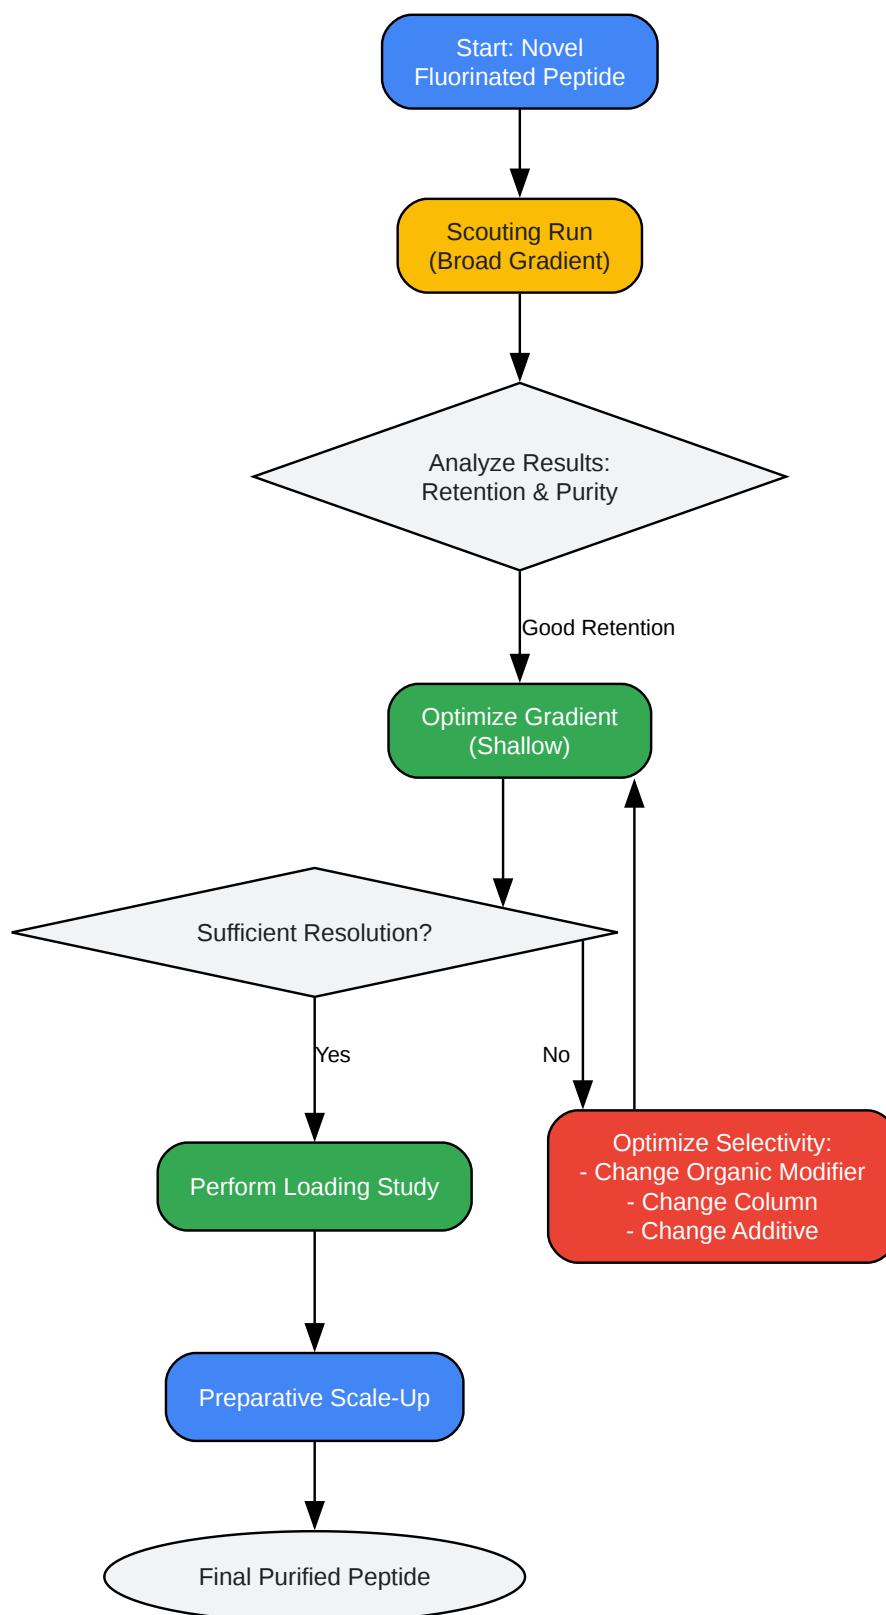 Start: Novel
Fluorinated Peptide
Scouting Run
(Broad Gradient)
Analyze Results:
Retention & Purity
Good Retention
Optimize Gradient
(Shallow)
Sufficient Resolution?
Yes
No
Optimize Selectivity:
- Change Organic Modifier
- Change Column
- Change Additive
Perform Loading Study
Preparative Scale-Up
Final Purified Peptide